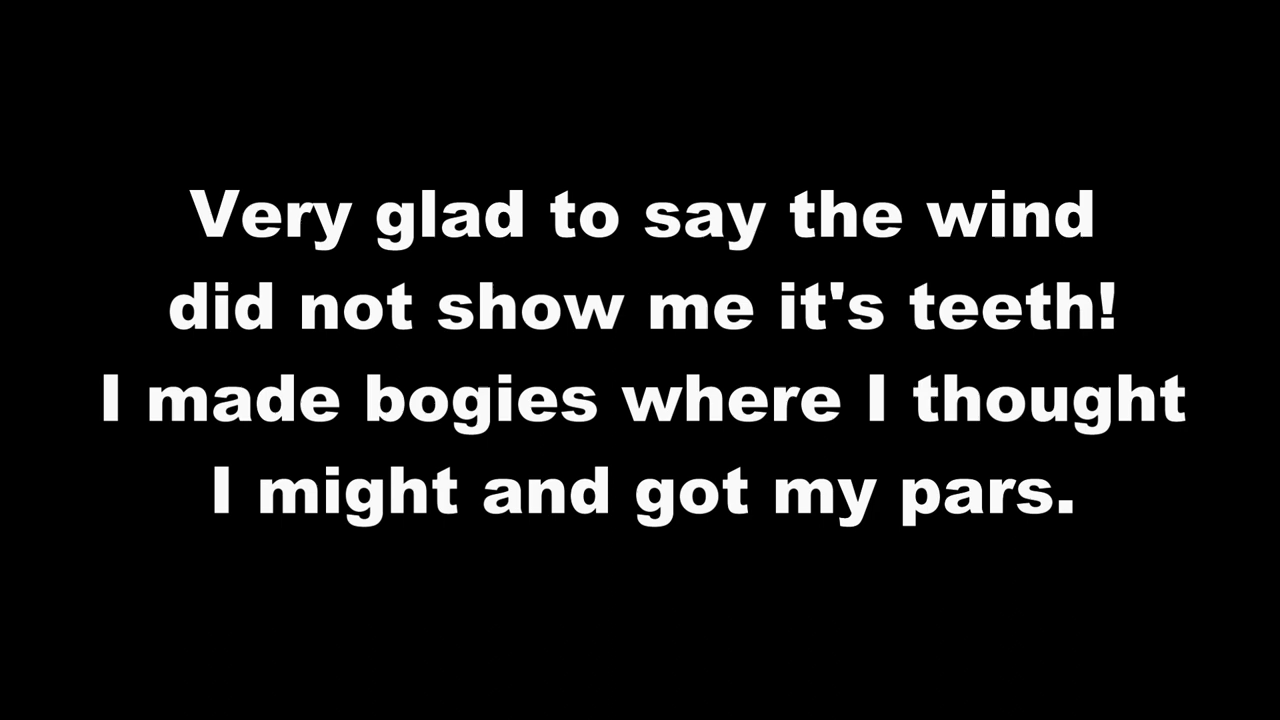 Very glad to say the wind
did not show me it's teeth!
I made bogies where I thought
I might and got my pars.